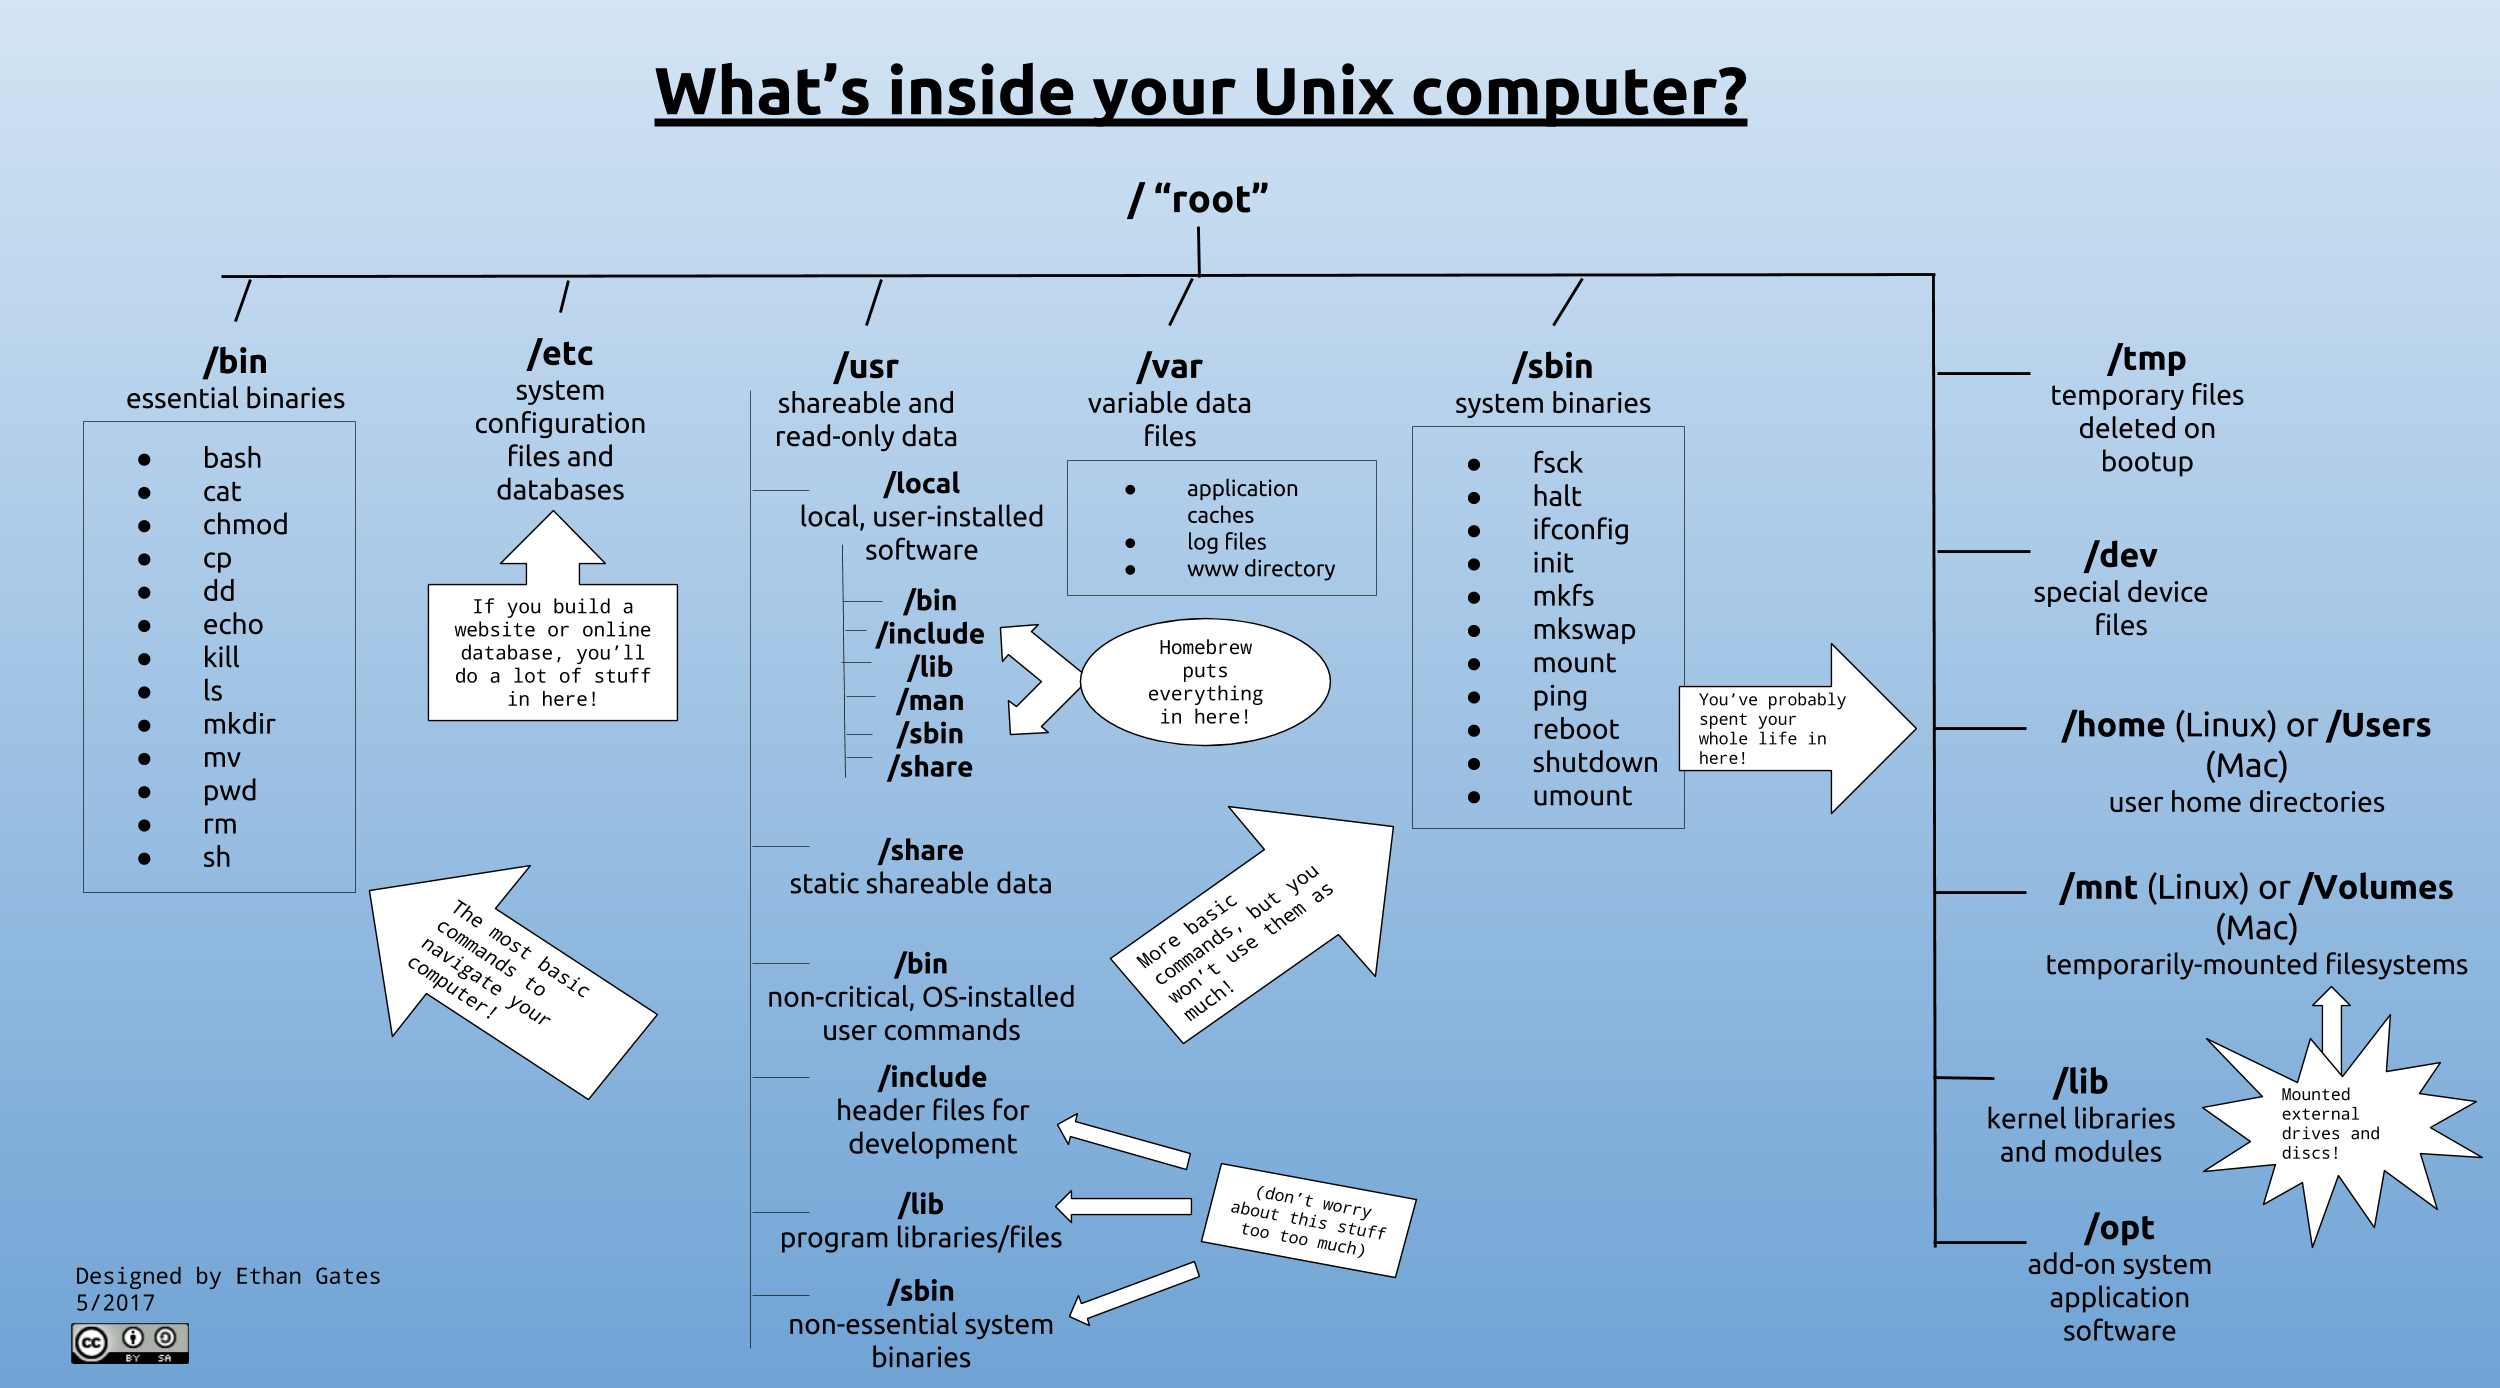 What’s inside your Unix computer?
/ “root”
/bin
essential binaries
● bash
● cat
● chmod
● cp
● dd
● echo
● kill
● ls
● mkdir
● mv
● pwd
● rm
● sh
The most basic
commands to
navigate your
computer!
/etc
system
configuration
files and
databases
If you build a
website or online
database, you’ll
do a lot of stuff
in here!
/usr
shareable and
read-only data
/local
local, user-installed
software
/bin
/include
/lib
/man
/sbin
/share
Homebrew
puts
everything
in here!
/share
static shareable data
/bin
non-critical, OS-installed
user commands
/include
header files for
development
/lib
program libraries/files
/sbin
non-essential system
binaries
(don’t worry
about this stuff
too too much)
/var
variable data
files
● application
caches
● log files
● www directory
/sbin
system binaries
● fsck
● halt
● ifconfig
● init
● mkfs
● mkswap
● mount
● ping
● reboot
● shutdown
● umount
More basic
commands, but you
won’t use them as
much!
/tmp
temporary files
deleted on
bootup
/dev
special device
files
You’ve probably
spent your
whole life in
here!
/home (Linux) or /Users
(Mac)
user home directories
/mnt (Linux) or /Volumes
(Mac)
temporarily-mounted filesystems
Mounted
external
drives and
discs!
/lib
kernel libraries
and modules
/opt
add-on system
application
software
Designed by Ethan Gates
5/2017
cc
BY SA